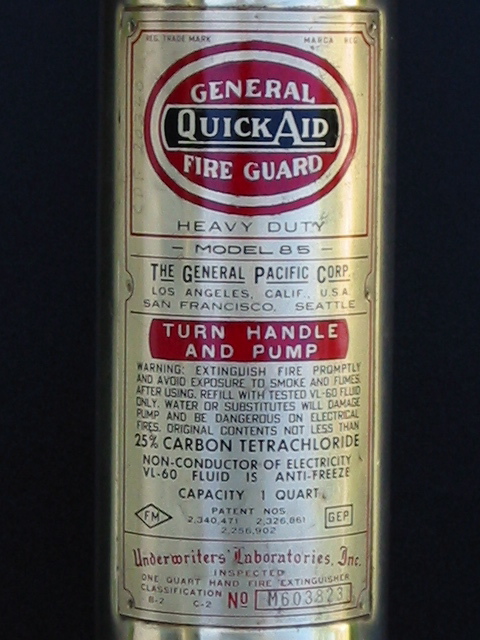 REG. TRADE MARK MARCA REG.
GENERAL
QUICK AID
FIRE GUARD
HEAVY DUTY
- MODEL 85 -
THE GENERAL PACIFIC CORP.
LOS ANGELES, CALIF., U.S.A.
SAN FRANCISCO, SEATTLE
TURN HANDLE
AND PUMP
WARNING: EXTINGUISH FIRE PROMPTLY
AND AVOID EXPOSURE TO SMOKE AND FUMES.
AFTER USING, REFILL WITH TESTED VL-60 FLUID
ONLY. WATER OR SUBSTITUTES WILL DAMAGE
PUMP AND BE DANGEROUS ON ELECTRICAL
FIRES. ORIGINAL CONTENTS NOT LESS THAN
25% CARBON TETRACHLORIDE
NON-CONDUCTOR OF ELECTRICITY
VL-60 FLUID IS ANTI-FREEZE
CAPACITY 1 QUART
PATENT NOS.
FM 2,340,471 2,326,861 GEP
2,256,902
Underwriters' Laboratories, Inc.
INSPECTED
ONE QUART HAND FIRE EXTINGUISHER
CLASSIFICATION
B-2 C-2 No M603823